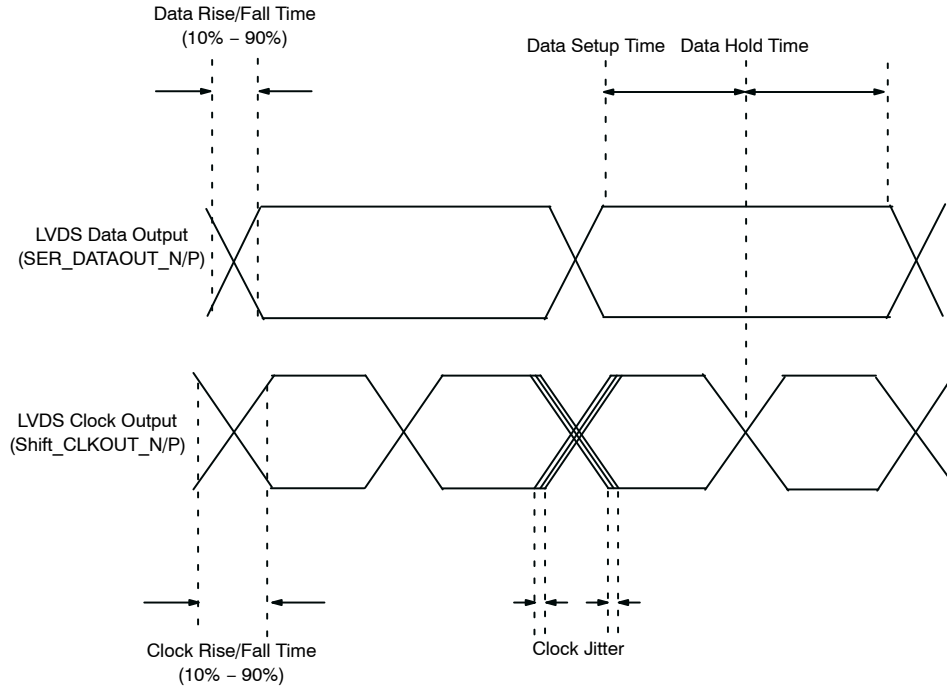 Data Rise/Fall Time
(10% – 90%)
Data Setup Time
Data Hold Time
LVDS Data Output
(SER_DATAOUT_N/P)
LVDS Clock Output
(Shift_CLKOUT_N/P)
Clock Rise/Fall Time
(10% – 90%)
Clock Jitter